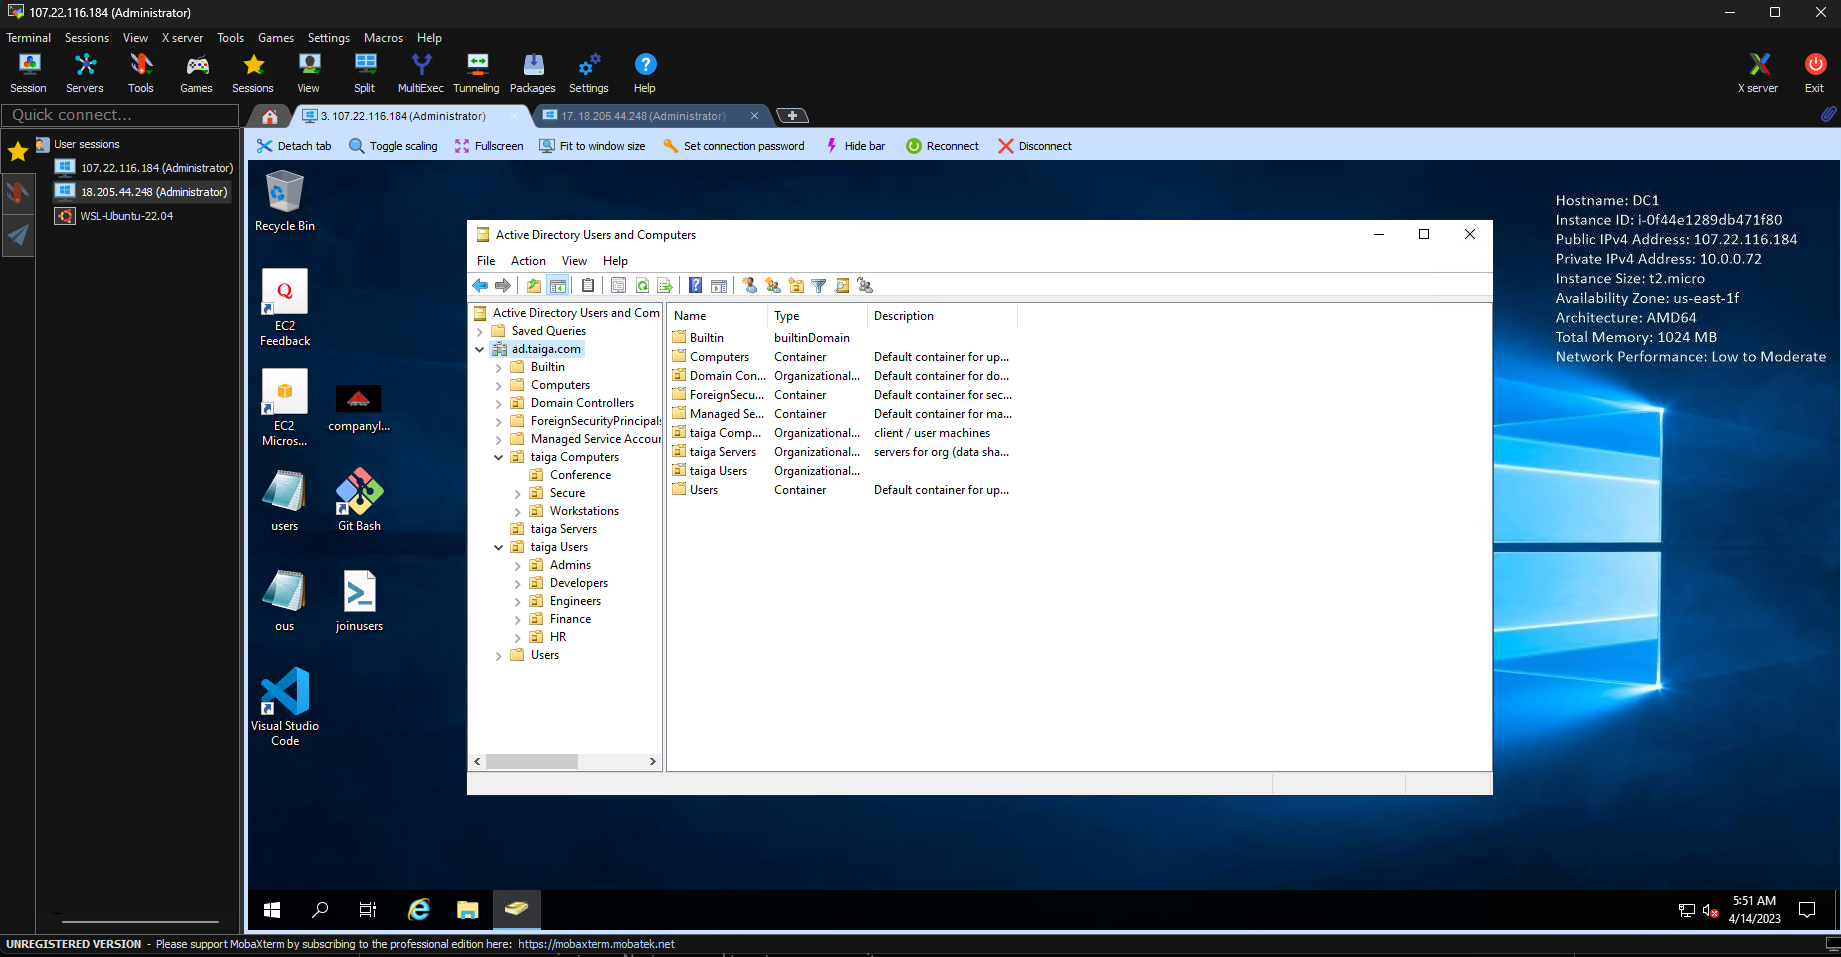 107.22.116.184 (Administrator)
Terminal Sessions View X server Tools Games Settings Macros Help
Session Servers Tools Games Sessions View Split MultiExec Tunneling Packages Settings Help X server Exit
Quick connect...
3. 107.22.116.184 (Administrator)
17. 18.205.44.248 (Administrator)
User sessions
107.22.116.184 (Administrator)
18.205.44.248 (Administrator)
WSL-Ubuntu-22.04
Detach tab Toggle scaling Fullscreen Fit to window size Set connection password Hide bar Reconnect Disconnect
Recycle Bin
EC2
Feedback
EC2
Micros...
companyl...
users
Git Bash
ous
joinusers
Visual Studio
Code
Hostname: DC1
Instance ID: i-0f44e1289db471f80
Public IPv4 Address: 107.22.116.184
Private IPv4 Address: 10.0.0.72
Instance Size: t2.micro
Availability Zone: us-east-1f
Architecture: AMD64
Total Memory: 1024 MB
Network Performance: Low to Moderate
Active Directory Users and Computers
File Action View Help
Active Directory Users and Com
Saved Queries
ad.taiga.com
Builtin
Computers
Domain Controllers
ForeignSecurityPrincipals
Managed Service Accour
taiga Computers
Conference
Secure
Workstations
taiga Servers
taiga Users
Admins
Developers
Engineers
Finance
HR
Users
Name Type Description
Builtin builtinDomain
Computers Container Default container for up...
Domain Con... Organizational... Default container for do...
ForeignSecu... Container Default container for sec...
Managed Se... Container Default container for ma...
taiga Comp... Organizational... client / user machines
taiga Servers Organizational... servers for org (data sha...
taiga Users Organizational...
Users Container Default container for up...
5:51 AM
4/14/2023
UNREGISTERED VERSION - Please support MobaXterm by subscribing to the professional edition here: https://mobaxterm.mobatek.net